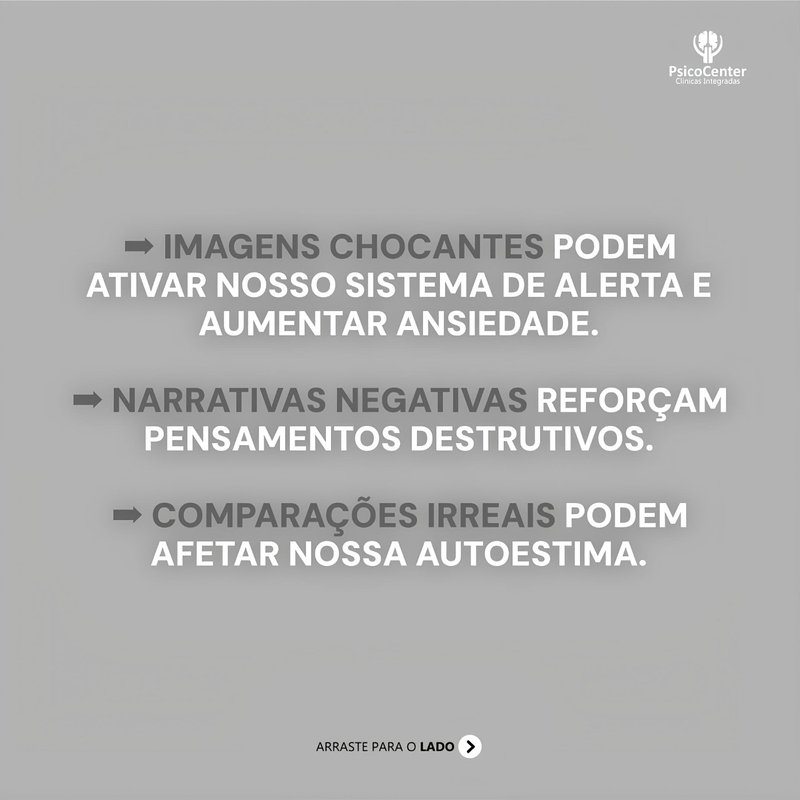 PsicoCenter
Clínicas Integradas
➡ IMAGENS CHOCANTES PODEM
ATIVAR NOSSO SISTEMA DE ALERTA E
AUMENTAR ANSIEDADE.
➡ NARRATIVAS NEGATIVAS REFORÇAM
PENSAMENTOS DESTRUTIVOS.
➡ COMPARAÇÕES IRREAIS PODEM
AFETAR NOSSA AUTOESTIMA.
ARRASTE PARA O LADO